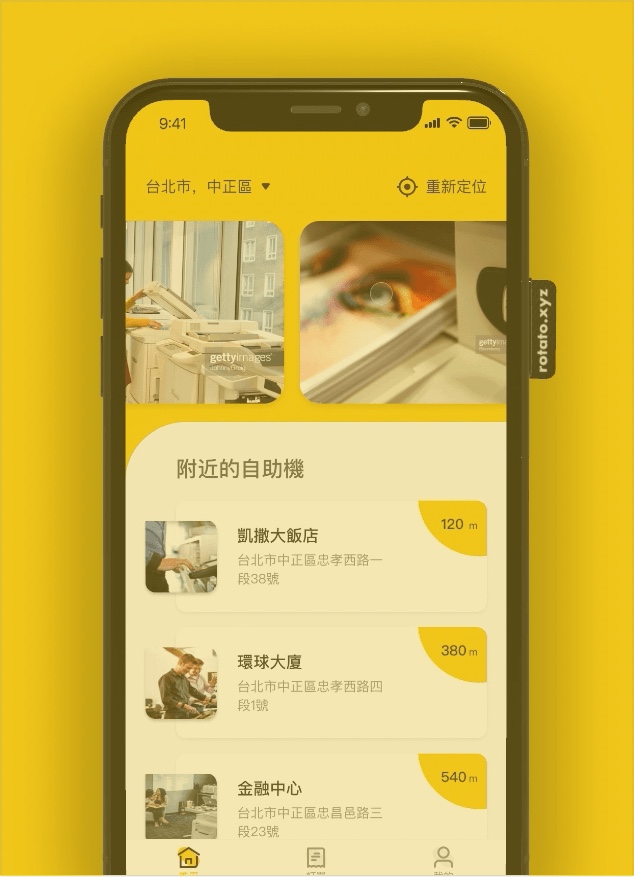 9:41
台北市，中正區
重新定位
gettyimages
gettyim
rotato.xyz
附近的自助機
凱撒大飯店
台北市中正區忠孝西路一
段38號
120 m
環球大廈
台北市中正區忠孝西路四
段1號
380 m
金融中心
台北市中正區忠昌邑路三
段23號
540 m